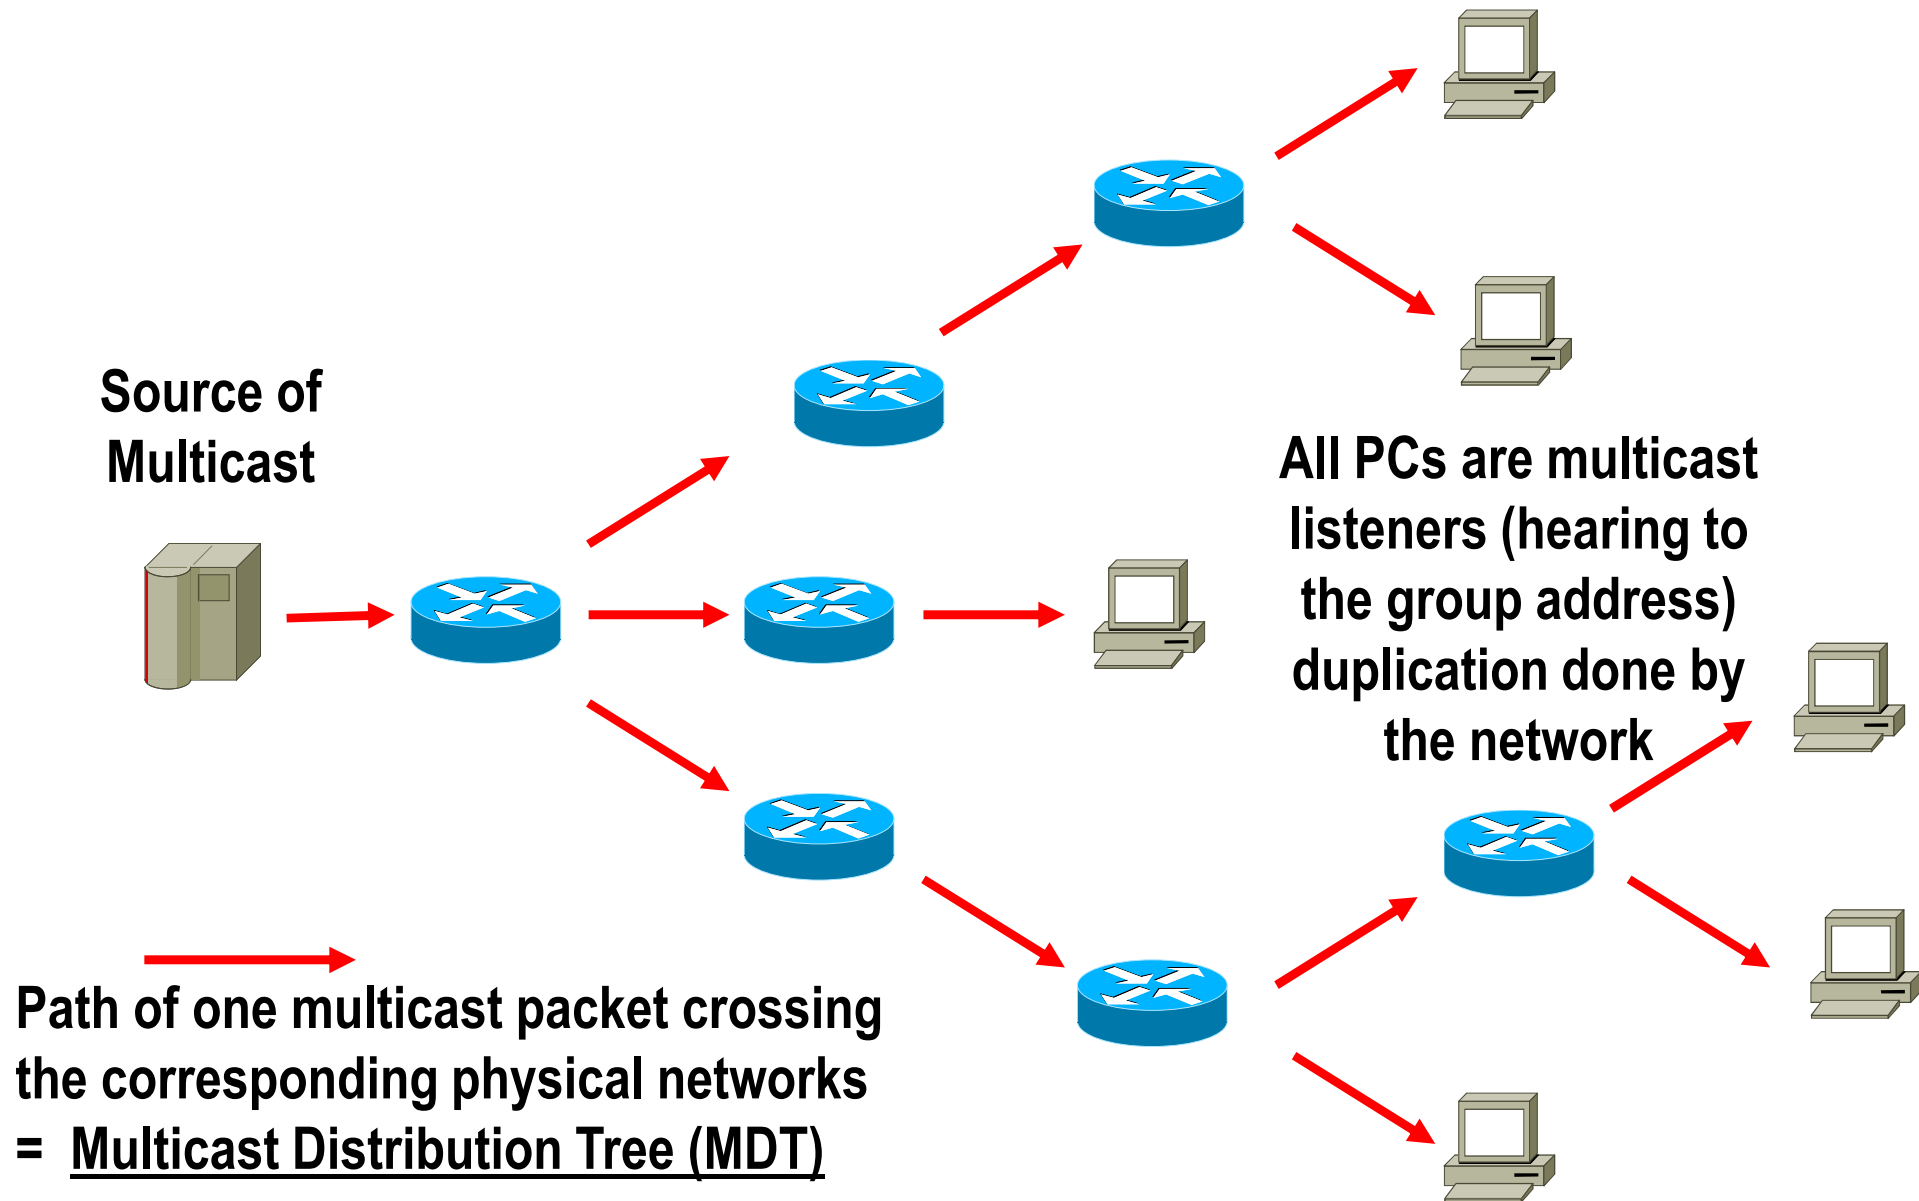 Source of
Multicast
All PCs are multicast
listeners (hearing to
the group address)
duplication done by
the network
Path of one multicast packet crossing
the corresponding physical networks
= Multicast Distribution Tree (MDT)